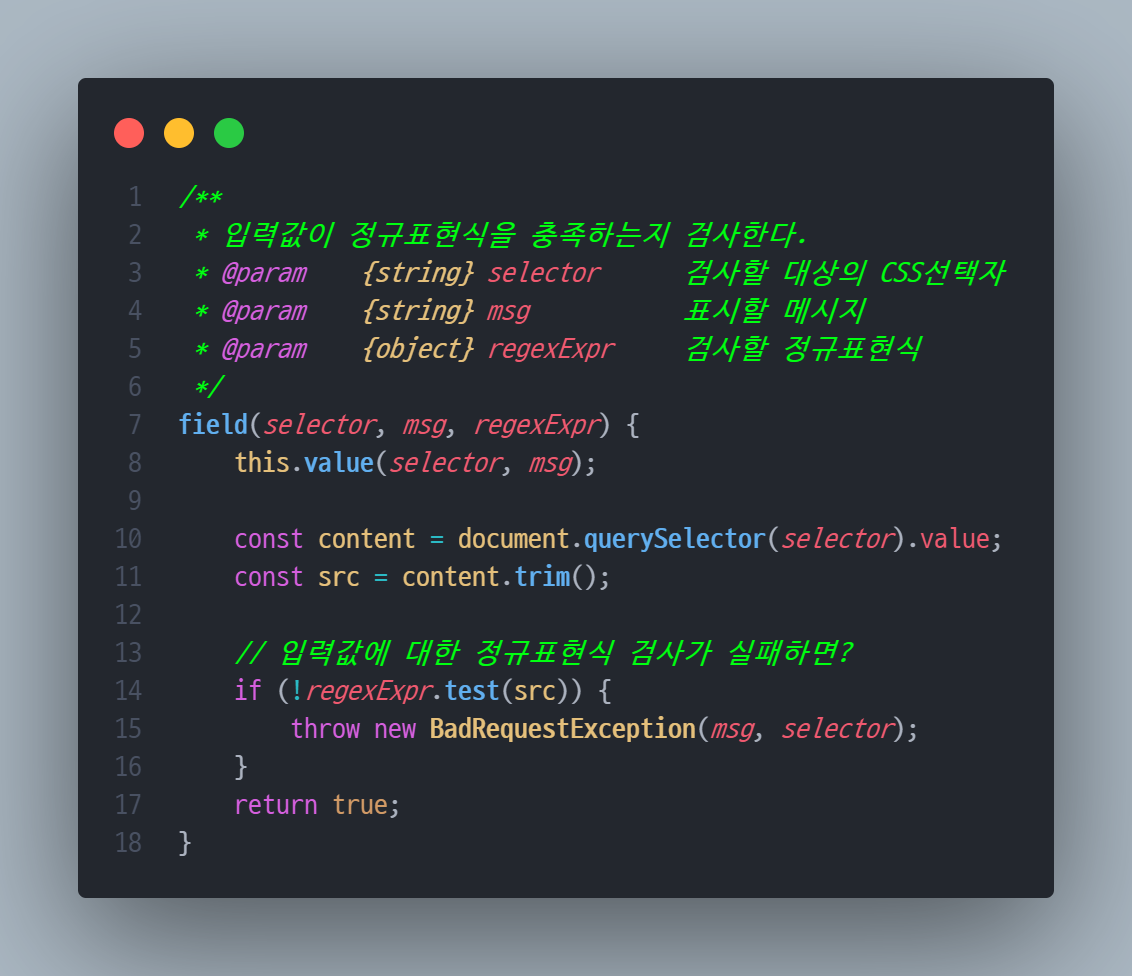 1 /**
2  * 입력값이 정규표현식을 충족하는지 검사한다.
3  * @param    {string} selector      검사할 대상의 CSS선택자
4  * @param    {string} msg           표시할 메시지
5  * @param    {object} regexExpr     검사할 정규표현식
6  */
7 field(selector, msg, regexExpr) {
8     this.value(selector, msg);
9
10     const content = document.querySelector(selector).value;
11     const src = content.trim();
12
13     // 입력값에 대한 정규표현식 검사가 실패하면?
14     if (!regexExpr.test(src)) {
15         throw new BadRequestException(msg, selector);
16     }
17     return true;
18 }